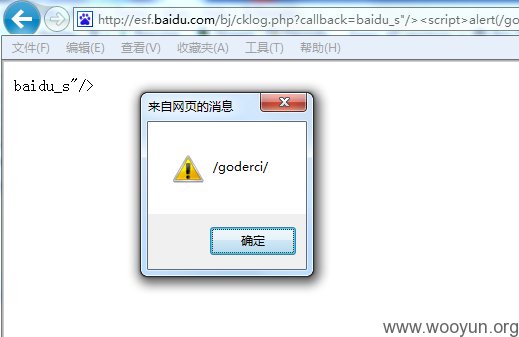 http://esf.baidu.com/bj/cklog.php?callback=baidu_s"/><script>alert(/go
文件(F) 编辑(E) 查看(V) 收藏夹(A) 工具(T) 帮助(H)
baidu_s"/>
来自网页的消息
/goderci/
确定
www.wooyun.org